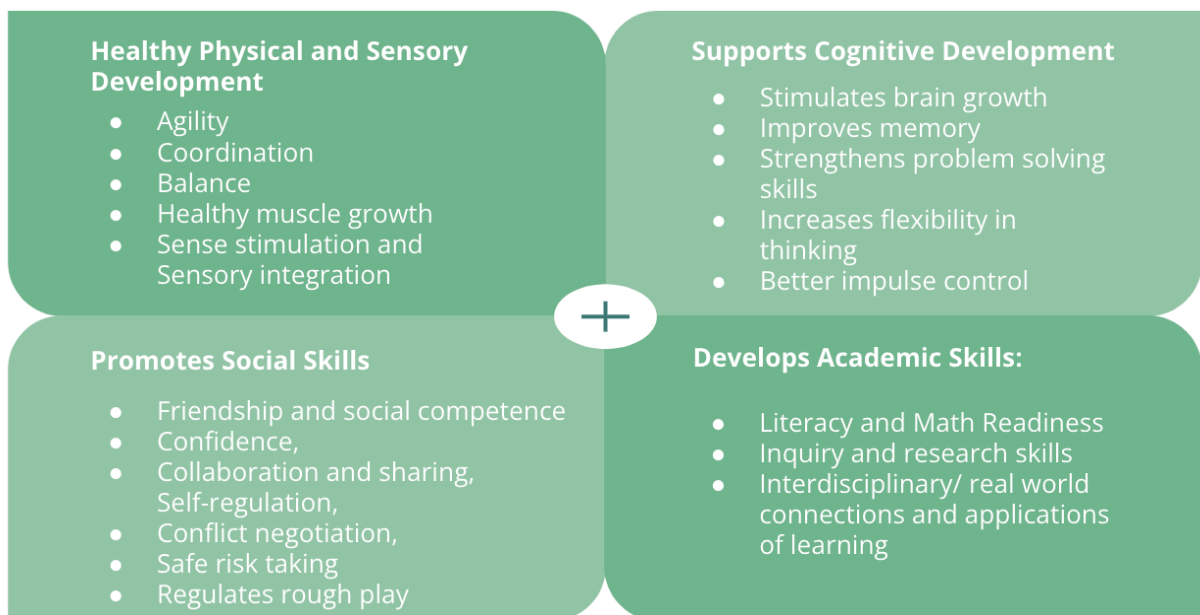 Healthy Physical and Sensory
Development
● Agility
● Coordination
● Balance
● Healthy muscle growth
● Sense stimulation and
Sensory integration
Supports Cognitive Development
● Stimulates brain growth
● Improves memory
● Strengthens problem solving
skills
● Increases flexibility in
thinking
● Better impulse control
Promotes Social Skills
● Friendship and social competence
● Confidence,
● Collaboration and sharing,
Self-regulation,
● Conflict negotiation,
● Safe risk taking
● Regulates rough play
Develops Academic Skills:
● Literacy and Math Readiness
● Inquiry and research skills
● Interdisciplinary/ real world
connections and applications
of learning